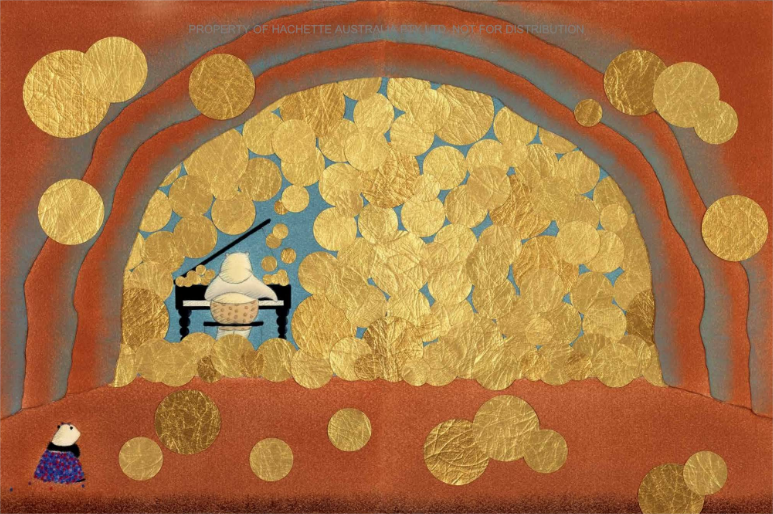 PROPERTY OF HACHETTE AUSTRALIA PTY LTD. NOT FOR DISTRIBUTION